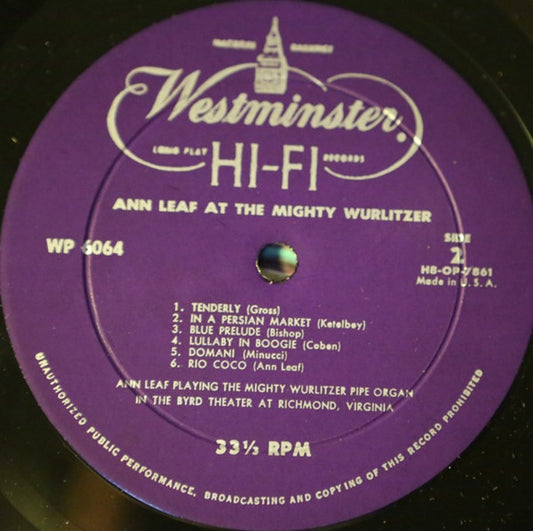 NATURAL BALANCE
Westminster®
LONG PLAY RECORDS
HI-FI
ANN LEAF AT THE MIGHTY WURLITZER
WP 6064
SIDE
2
HB-OP-7861
Made in U.S.A.
1. TENDERLY (Gross)
2. IN A PERSIAN MARKET (Ketelbey)
3. BLUE PRELUDE (Bishop)
4. LULLABY IN BOOGIE (Coben)
5. DOMANI (Minucci)
6. RIO COCO (Ann Leaf)
ANN LEAF PLAYING THE MIGHTY WURLITZER PIPE ORGAN
IN THE BYRD THEATER AT RICHMOND, VIRGINIA
33⅓ RPM
UNAUTHORIZED PUBLIC PERFORMANCE, BROADCASTING AND COPYING OF THIS RECORD PROHIBITED